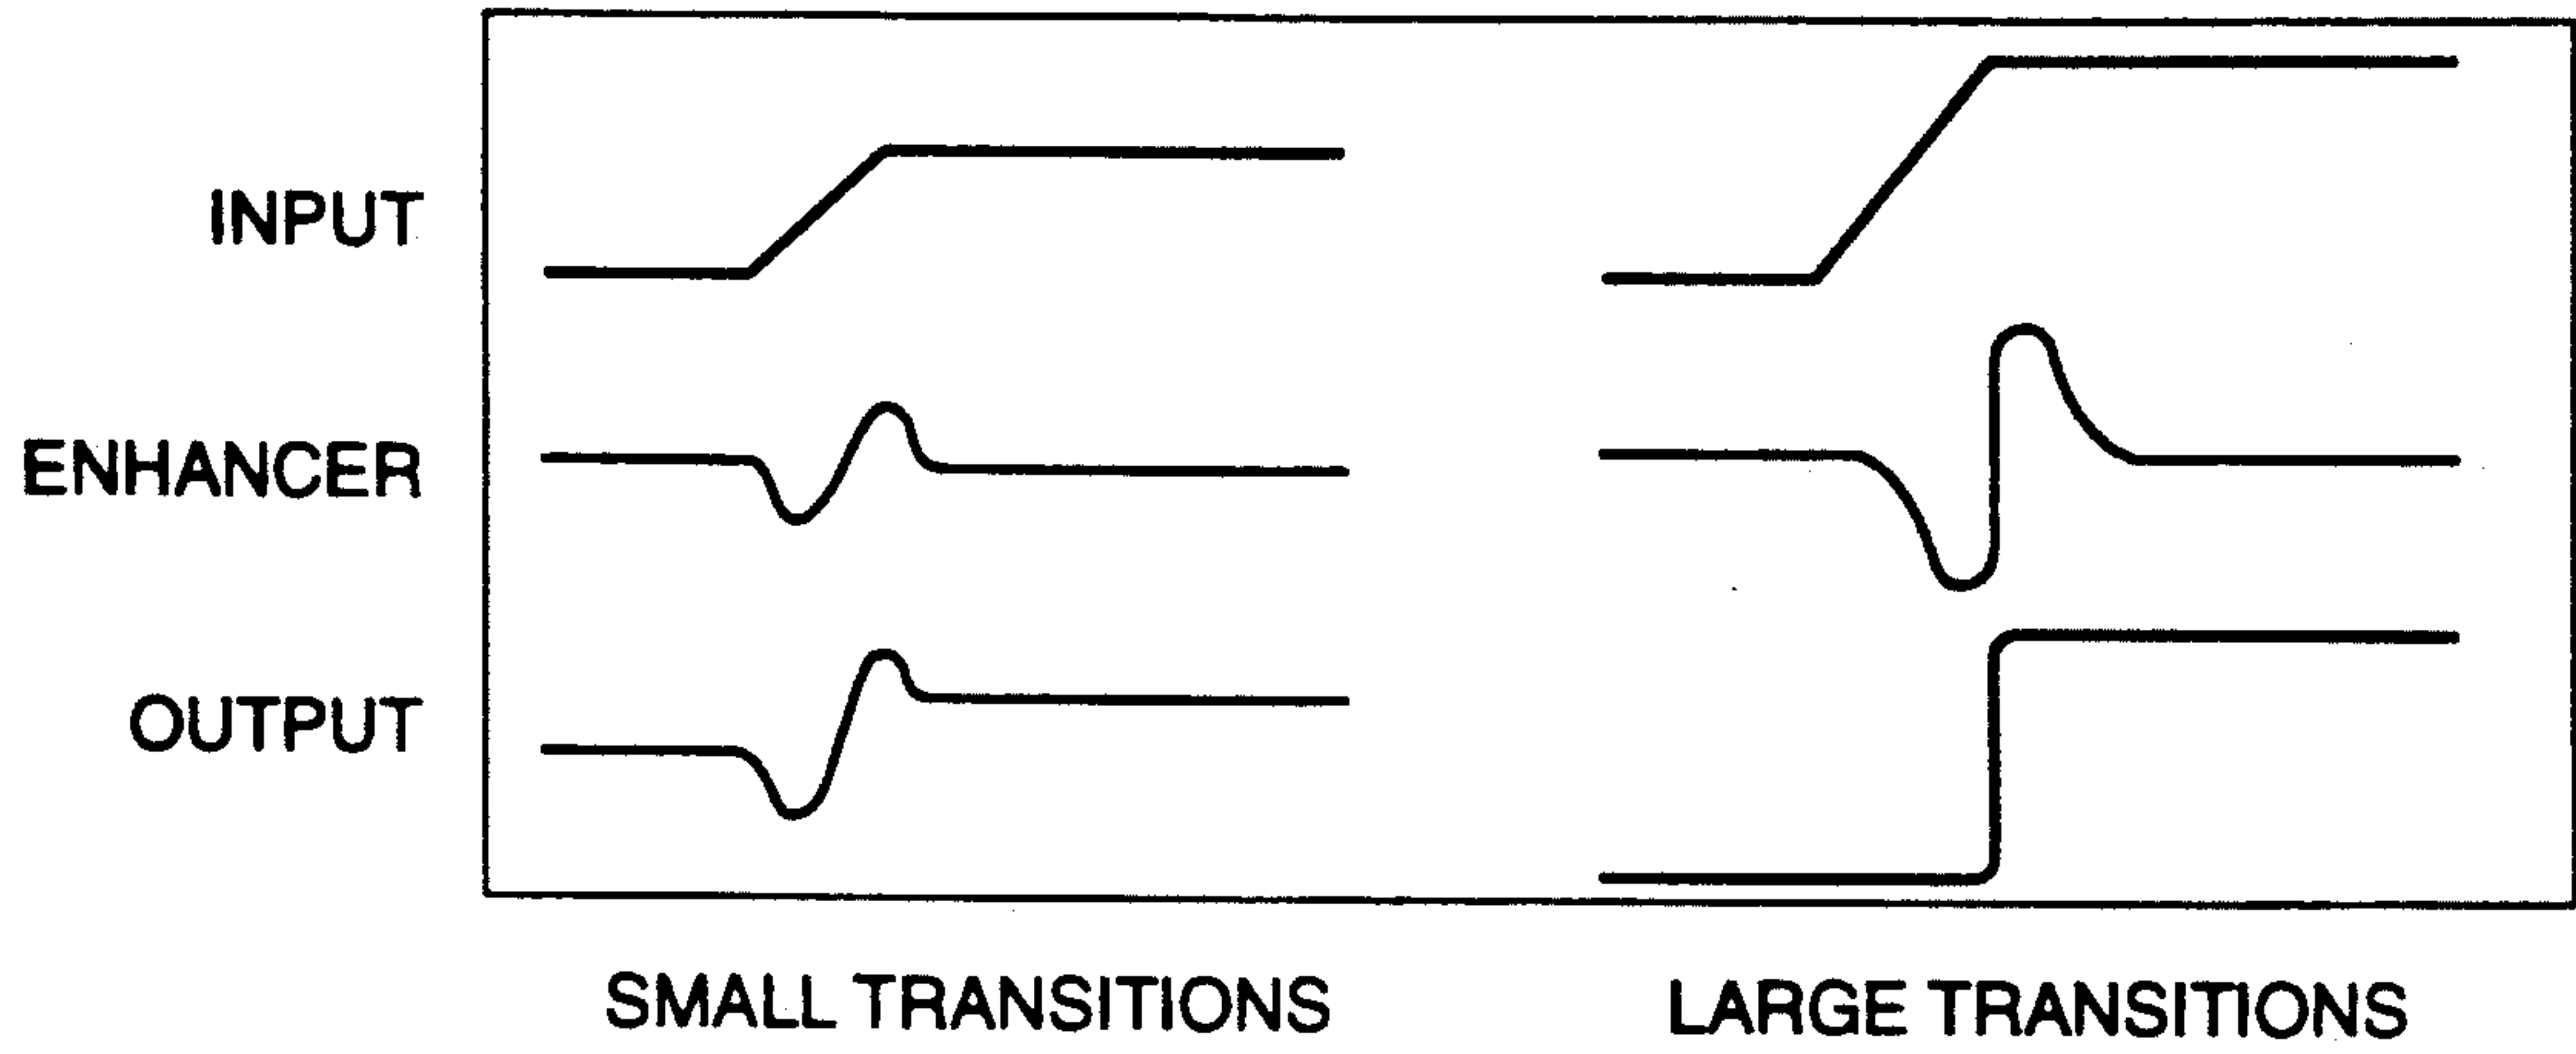 INPUT
ENHANCER
OUTPUT
SMALL TRANSITIONS
LARGE TRANSITIONS